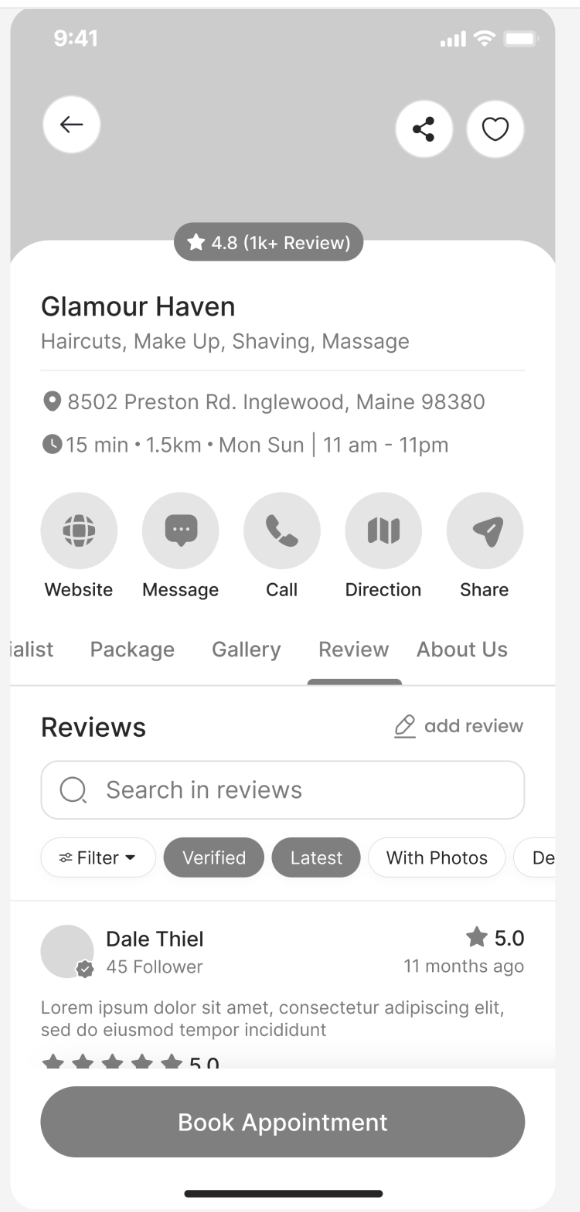 9:41
4.8 (1k+ Review)
Glamour Haven
Haircuts, Make Up, Shaving, Massage
8502 Preston Rd. Inglewood, Maine 98380
15 min • 1.5km • Mon Sun | 11 am - 11pm
Website Message Call Direction Share
ialist Package Gallery Review About Us
Reviews add review
Search in reviews
Filter Verified Latest With Photos De
Dale Thiel 5.0
45 Follower 11 months ago
Lorem ipsum dolor sit amet, consectetur adipiscing elit,
sed do eiusmod tempor incididunt
5.0
Book Appointment